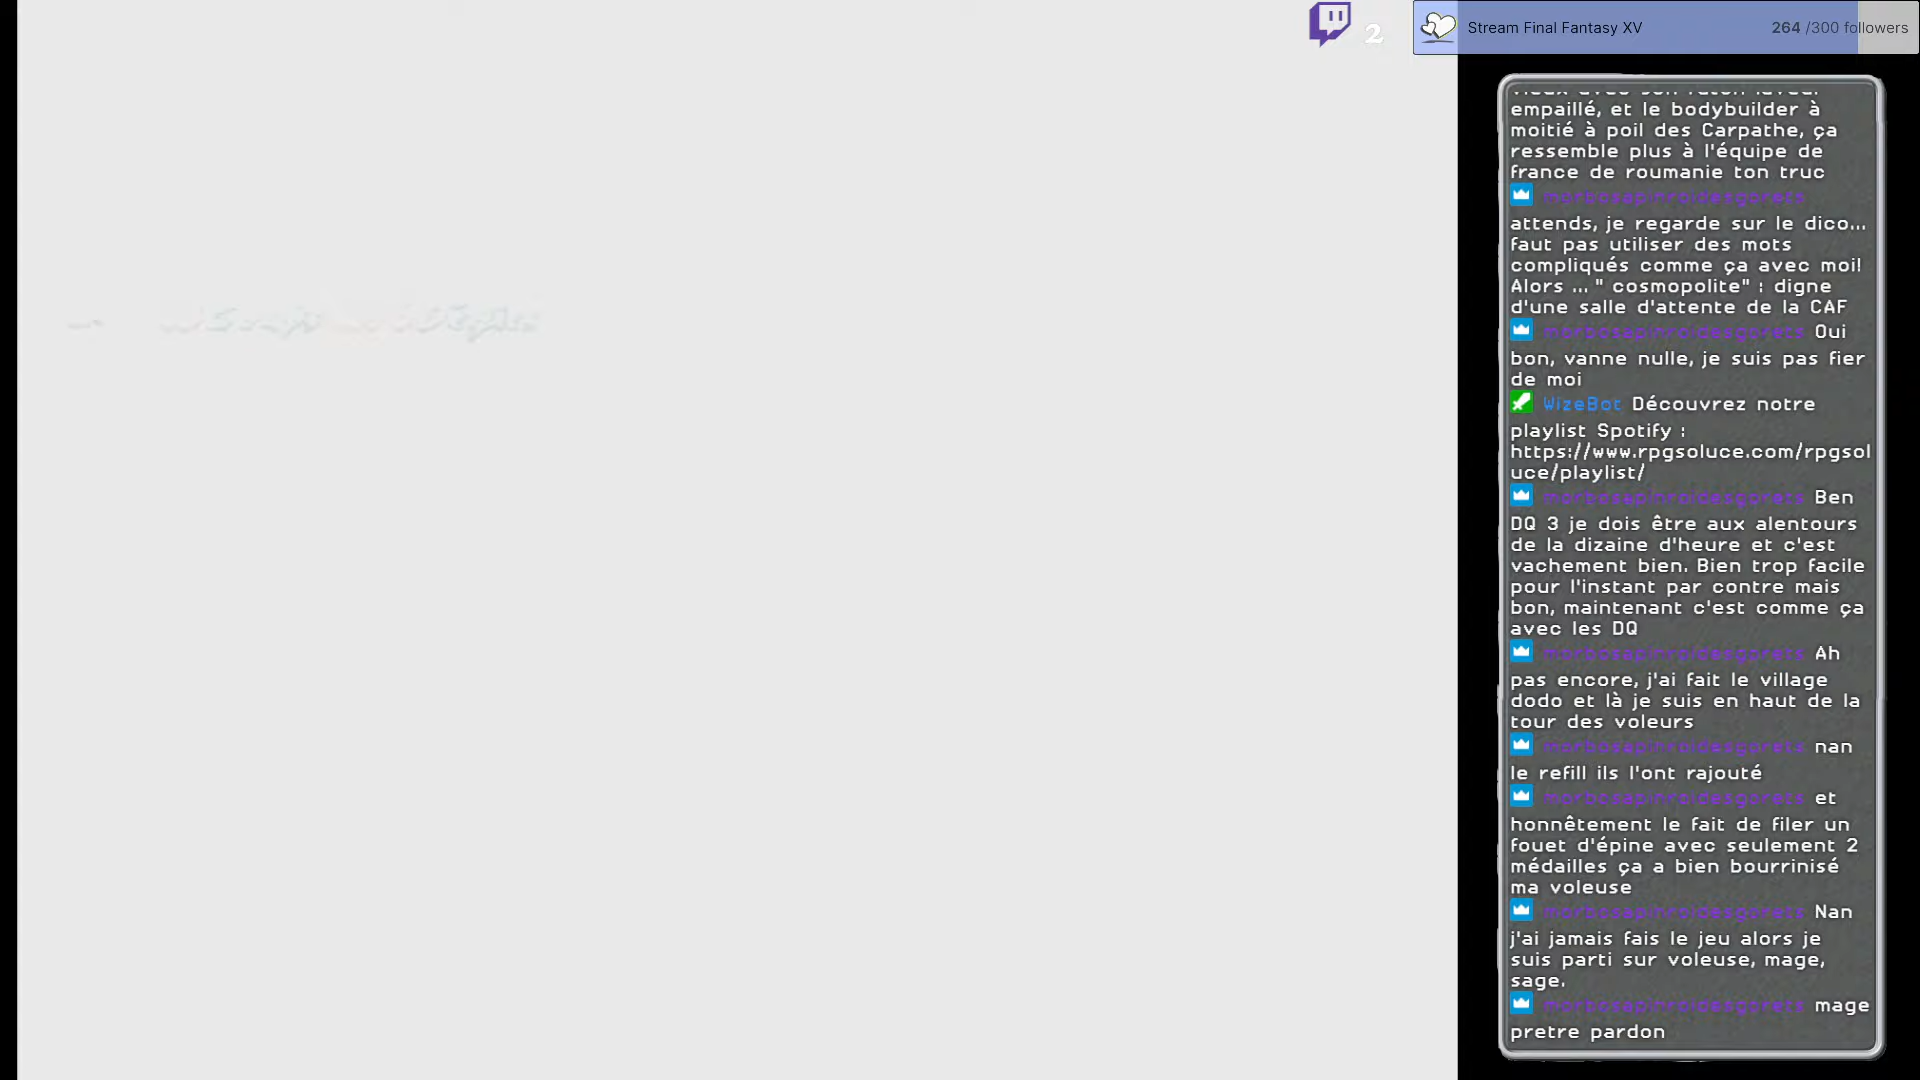 2
Stream Final Fantasy XV
264 /300 followers
empaillé, et le bodybuilder à
moitié à poil des Carpathe, ça
ressemble plus à l'équipe de
france de roumanie ton truc
morbosapinroidesgorets
attends, je regarde sur le dico...
faut pas utiliser des mots
compliqués comme ça avec moi!
Alors ... " cosmopolite" : digne
d'une salle d'attente de la CAF
morbosapinroidesgorets Oui
bon, vanne nulle, je suis pas fier
de moi
WizeBot Découvrez notre
playlist Spotify :
https://www.rpgsoluce.com/rpgsol
uce/playlist/
morbosapinroidesgorets Ben
DQ 3 je dois être aux alentours
de la dizaine d'heure et c'est
vachement bien. Bien trop facile
pour l'instant par contre mais
bon, maintenant c'est comme ça
avec les DQ
morbosapinroidesgorets Ah
pas encore, j'ai fait le village
dodo et là je suis en haut de la
tour des voleurs
morbosapinroidesgorets nan
le refill ils l'ont rajouté
morbosapinroidesgorets et
honnêtement le fait de filer un
fouet d'épine avec seulement 2
médailles ça a bien bourrinisé
ma voleuse
morbosapinroidesgorets Nan
j'ai jamais fais le jeu alors je
suis parti sur voleuse, mage,
sage.
morbosapinroidesgorets mage
pretre pardon